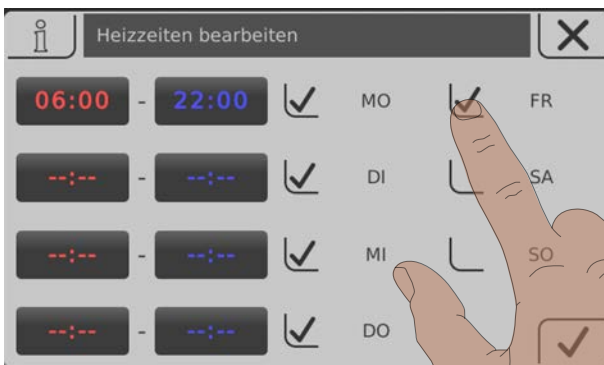 Heizzeiten bearbeiten
06:00 - 22:00 MO FR
--:-- - --:-- DI SA
--:-- - --:-- MI SO
--:-- - --:-- DO